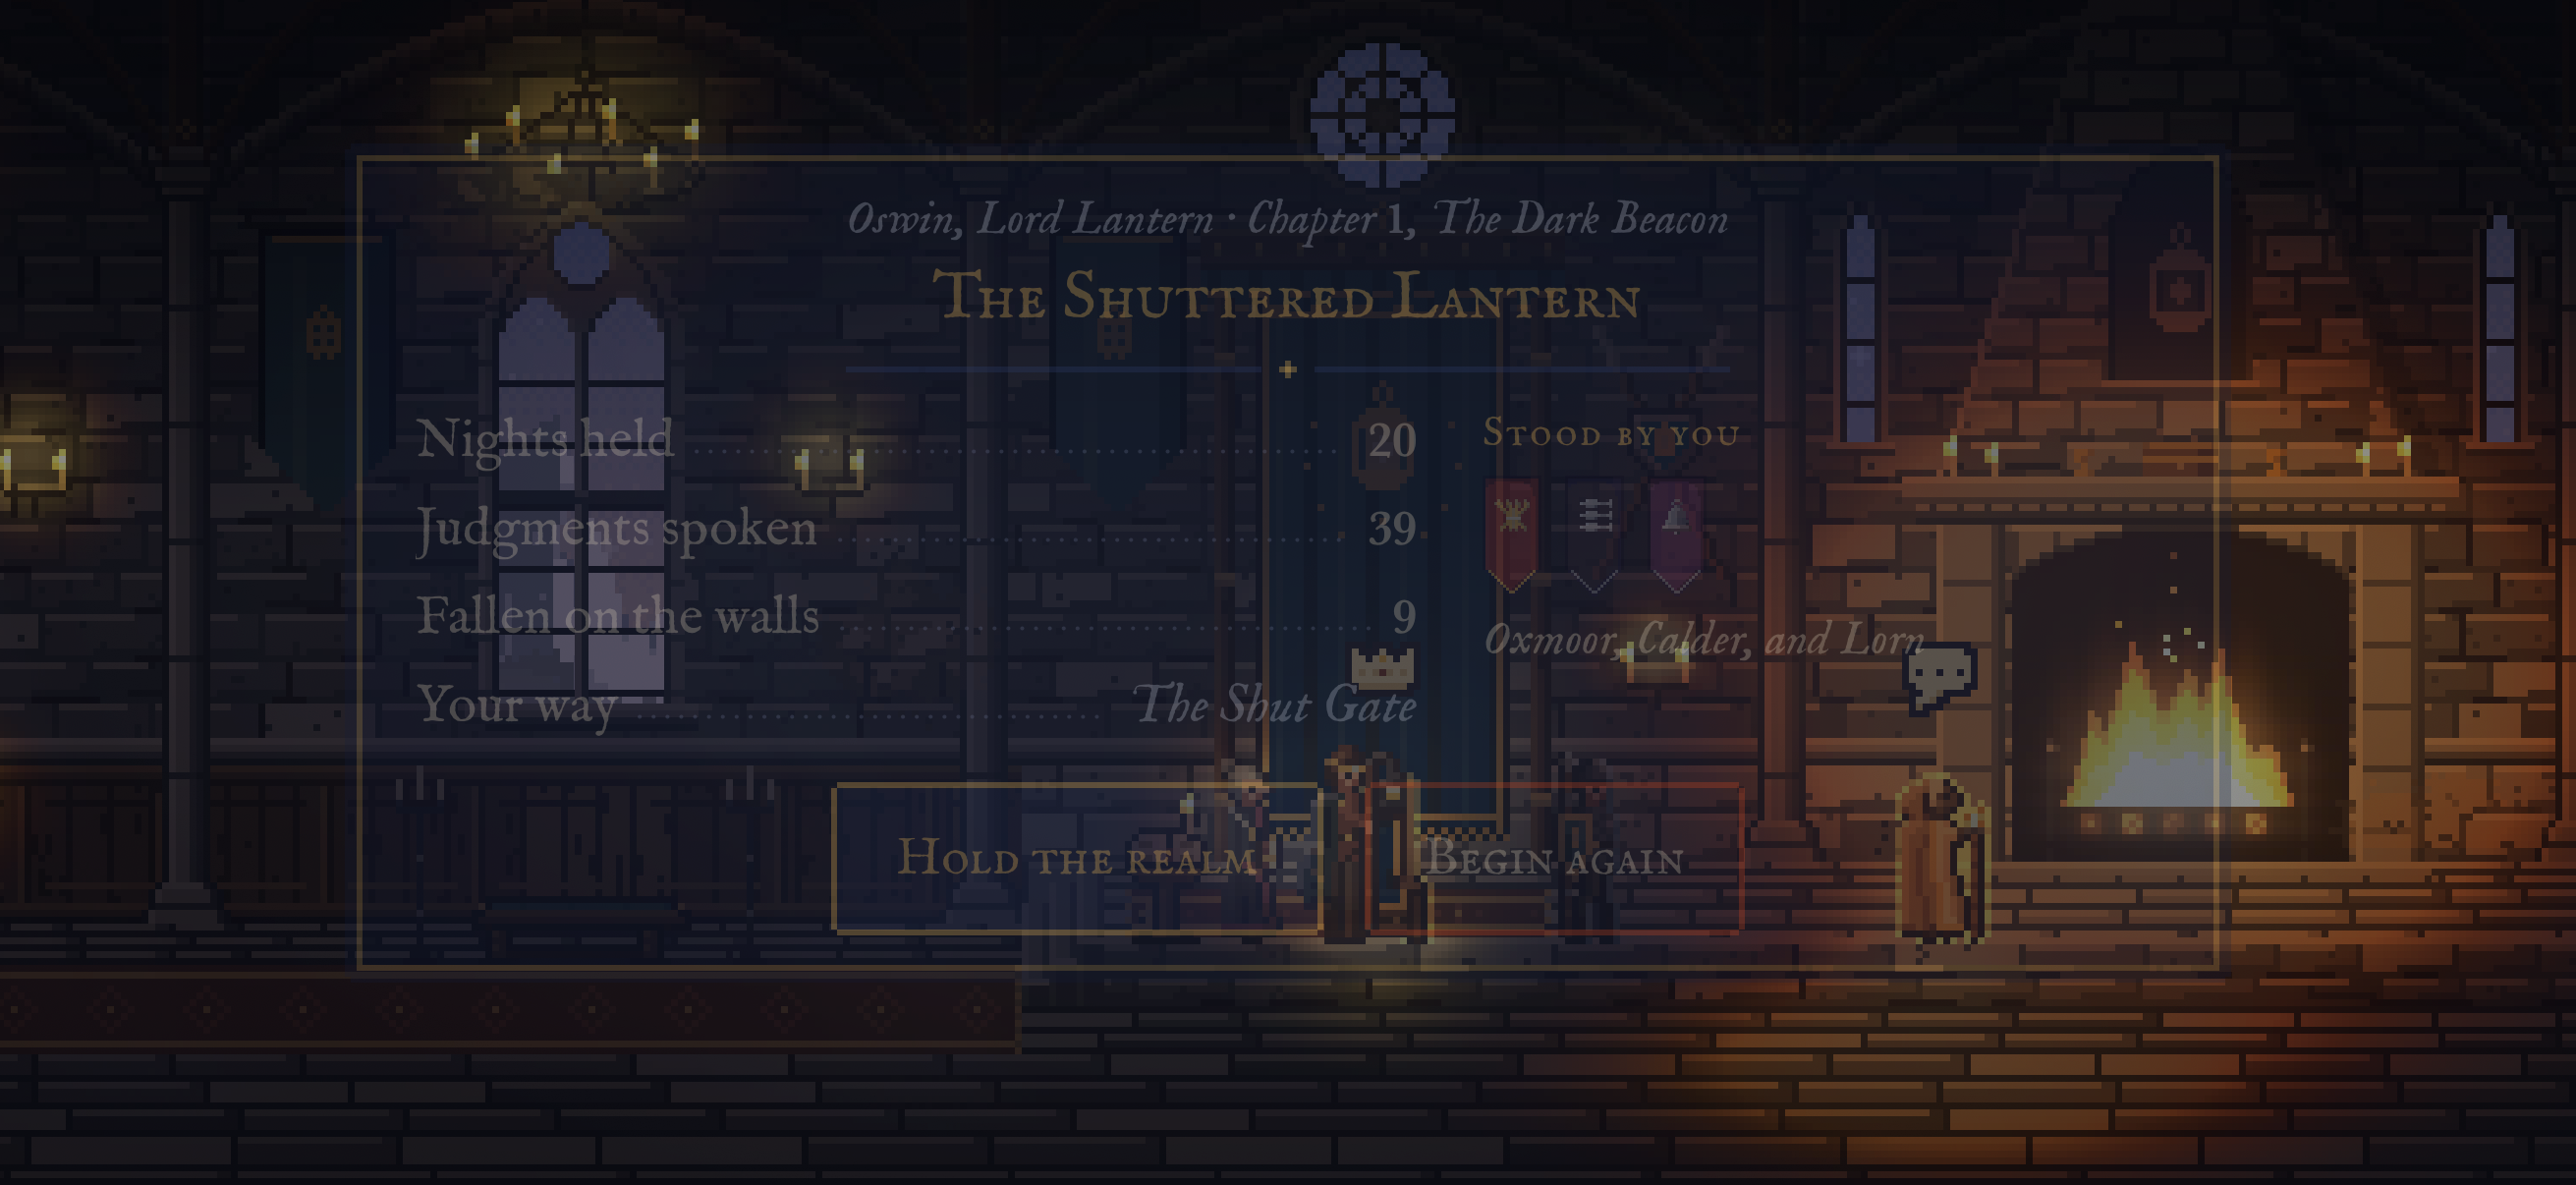 Oswin, Lord Lantern · Chapter 1, The Dark Beacon
The Shuttered Lantern
Nights held 20
Judgments spoken 39
Fallen on the walls 9
Your way The Shut Gate
Stood by you
Oxmoor, Calder, and Lorn
Hold the realm
Begin again